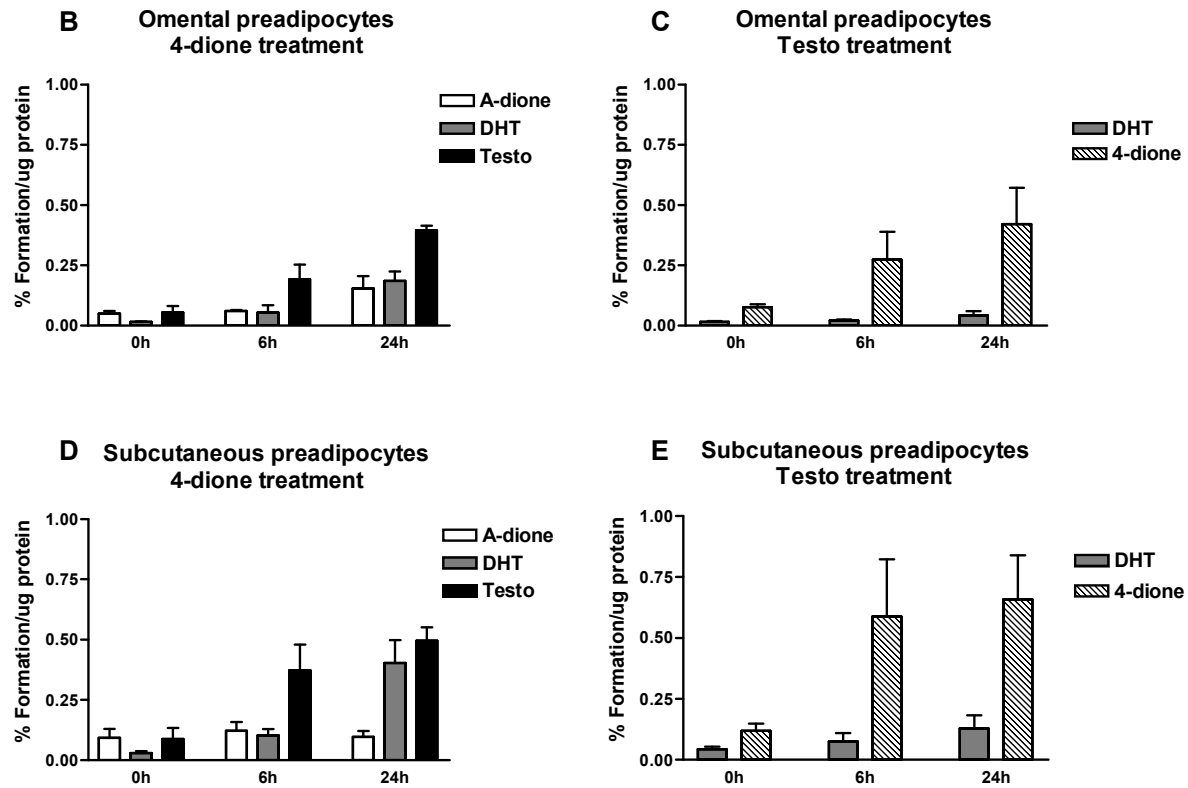 B
Omental preadipocytes
4-dione treatment
% Formation/ug protein
1.00
0.75
0.50
0.25
0.00
0h
6h
24h
A-dione
DHT
Testo
C
Omental preadipocytes
Testo treatment
% Formation/ug protein
1.00
0.75
0.50
0.25
0.00
0h
6h
24h
DHT
4-dione
D
Subcutaneous preadipocytes
4-dione treatment
% Formation/ug protein
1.00
0.75
0.50
0.25
0.00
0h
6h
24h
A-dione
DHT
Testo
E
Subcutaneous preadipocytes
Testo treatment
% Formation/ug protein
1.00
0.75
0.50
0.25
0.00
0h
6h
24h
DHT
4-dione